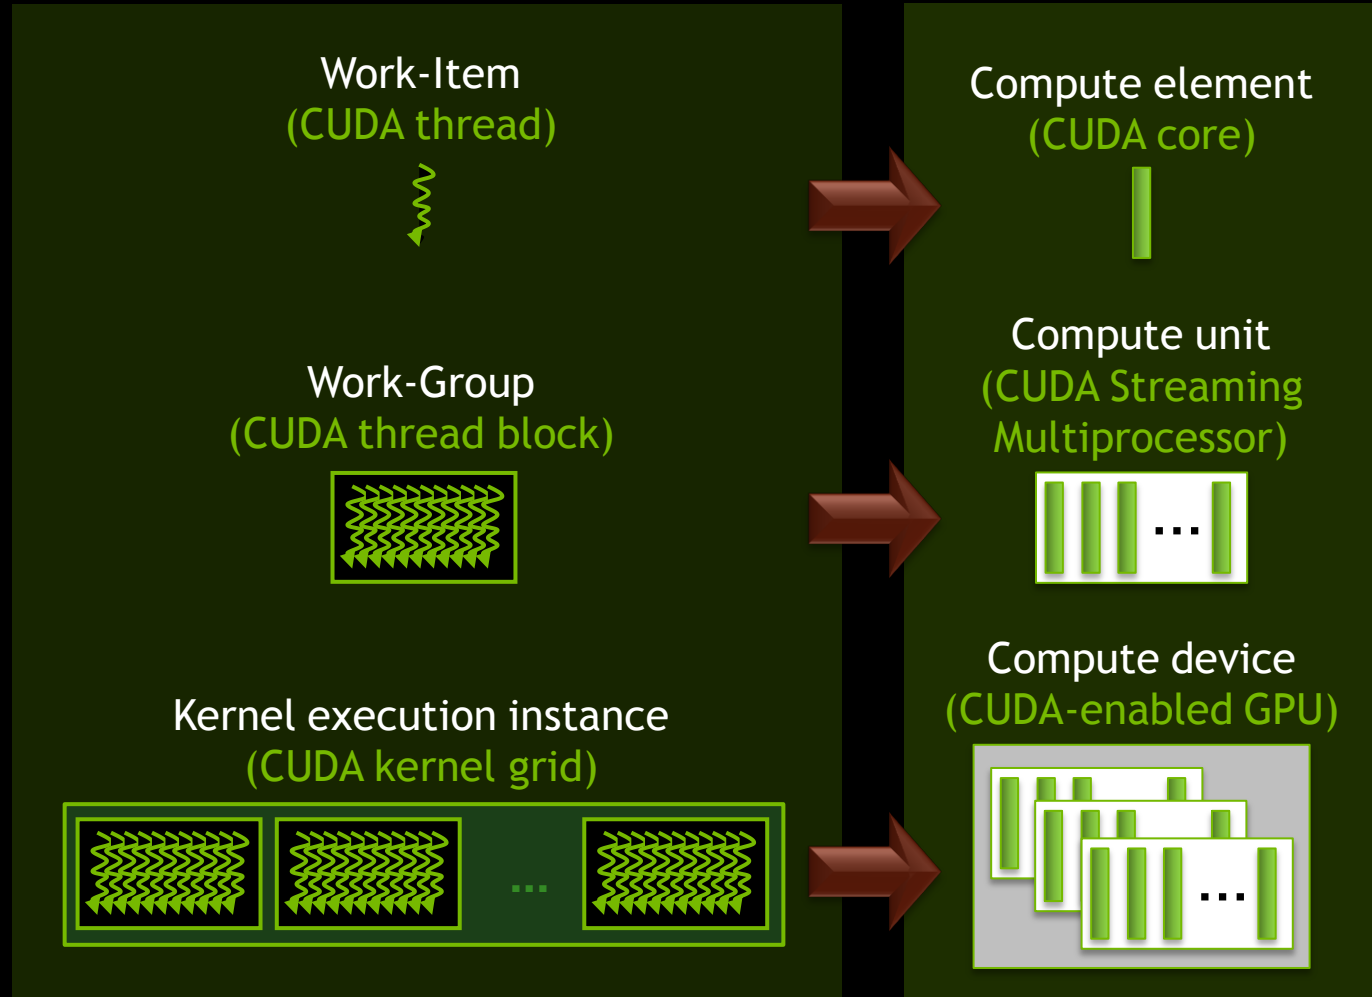 Work-Item
(CUDA thread)
Compute element
(CUDA core)
Work-Group
(CUDA thread block)
Compute unit
(CUDA Streaming
Multiprocessor)
...
Kernel execution instance
(CUDA kernel grid)
...
Compute device
(CUDA-enabled GPU)
...